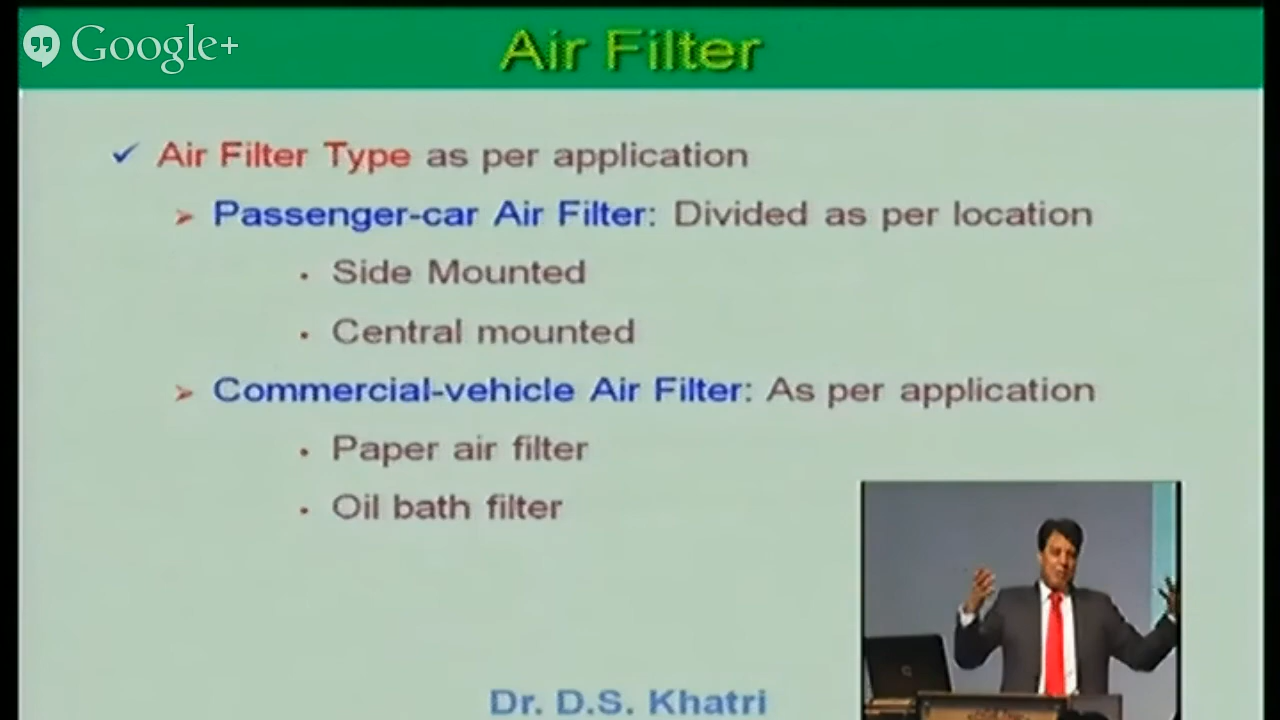 Google+
Air Filter
Air Filter Type as per application
Passenger-car Air Filter: Divided as per location
Side Mounted
Central mounted
Commercial-vehicle Air Filter: As per application
Paper air filter
Oil bath filter
Dr. D.S. Khatri